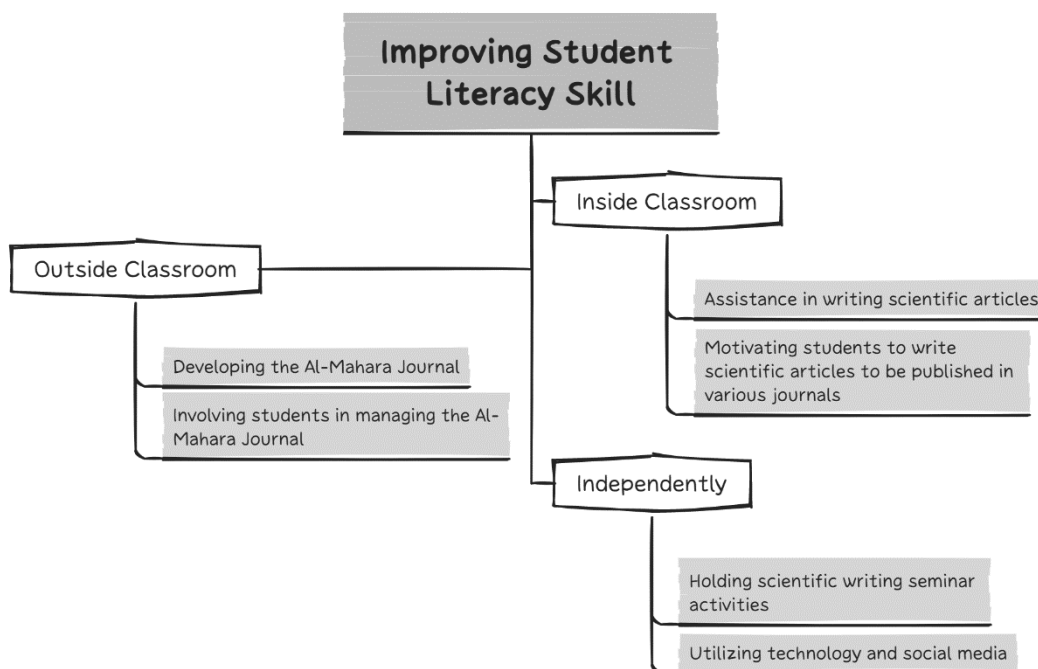 Improving Student
Literacy Skill
Inside Classroom
Outside Classroom
Assistance in writing scientific articles
Motivating students to write
scientific articles to be published in
various journals
Developing the Al-Mahara Journal
Involving students in managing the Al-
Mahara Journal
Independently
Holding scientific writing seminar
activities
Utilizing technology and social media